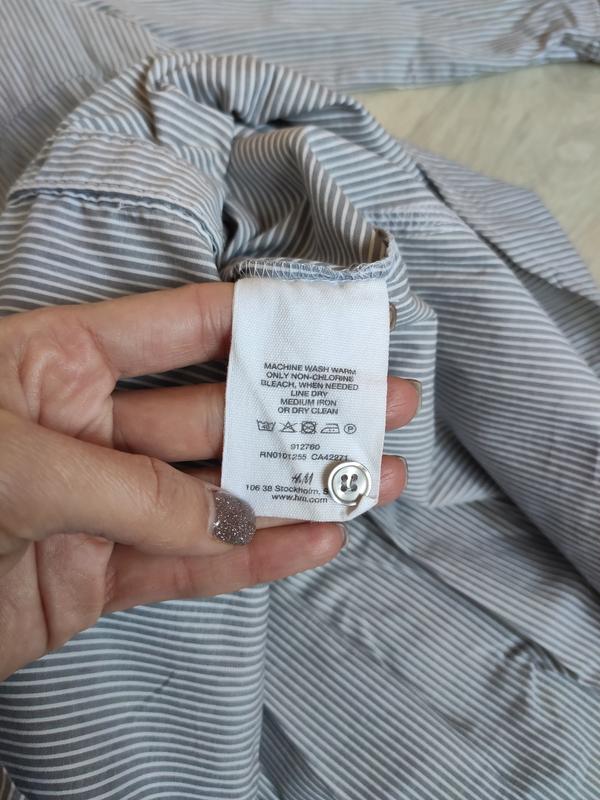 MACHINE WASH WARM
ONLY NON-CHLORINE
BLEACH, WHEN NEEDED
LINE DRY
MEDIUM IRON
OR DRY CLEAN
P
912760
RN0101255 CA42271
H&M
106 38 Stockholm,
www.hm.com